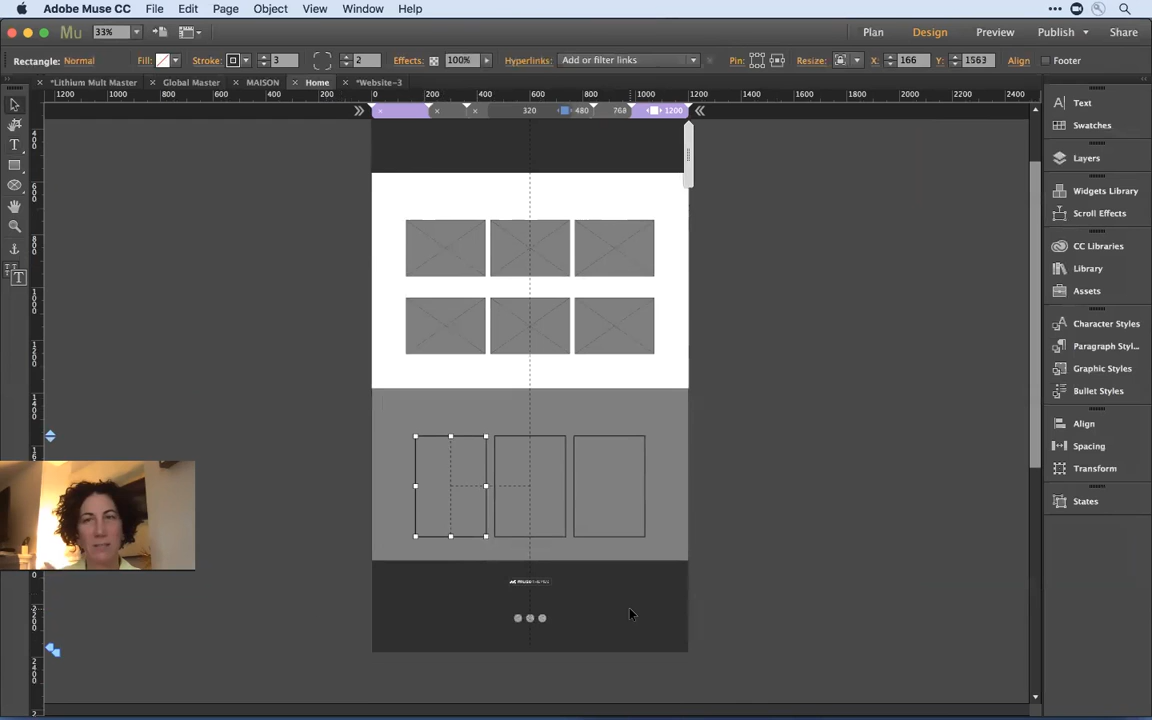 Adobe Muse CC File Edit Page Object View Window Help
Mu 33% Plan Design Preview Publish Share
Rectangle: Normal Fill: Stroke: 3 2 Effects: 100% Hyperlinks: Add or filter links Pin: Resize: X: 166 Y: 1563 Align Footer
× *Lithium Mult Master × Global Master × MAISON × Home × *Website-3
1200 1000 800 600 400 200 0 200 400 600 800 1000 1200 1400 1600 1800 2000 2200 2400
× × × 320 480 768 1200
Text
Swatches
Layers
Widgets Library
Scroll Effects
CC Libraries
Library
Assets
Character Styles
Paragraph Styl...
Graphic Styles
Bullet Styles
Align
Spacing
Transform
States